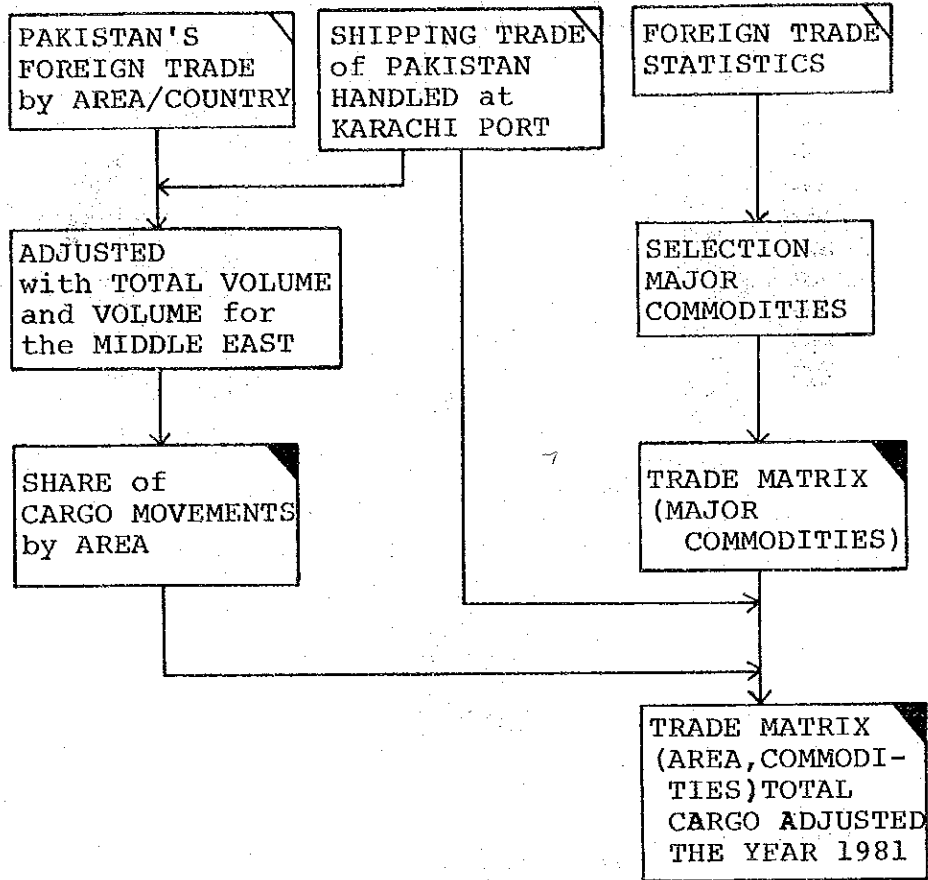 PAKISTAN'S
FOREIGN TRADE
by AREA/COUNTRY
SHIPPING TRADE
of PAKISTAN
HANDLED at
KARACHI PORT
FOREIGN TRADE
STATISTICS
ADJUSTED
with TOTAL VOLUME
and VOLUME for
the MIDDLE EAST
SELECTION
MAJOR
COMMODITIES
SHARE of
CARGO MOVEMENTS
by AREA
TRADE MATRIX
(MAJOR
COMMODITIES)
TRADE MATRIX
(AREA,COMMODI-
TIES)TOTAL
CARGO ADJUSTED
THE YEAR 1981